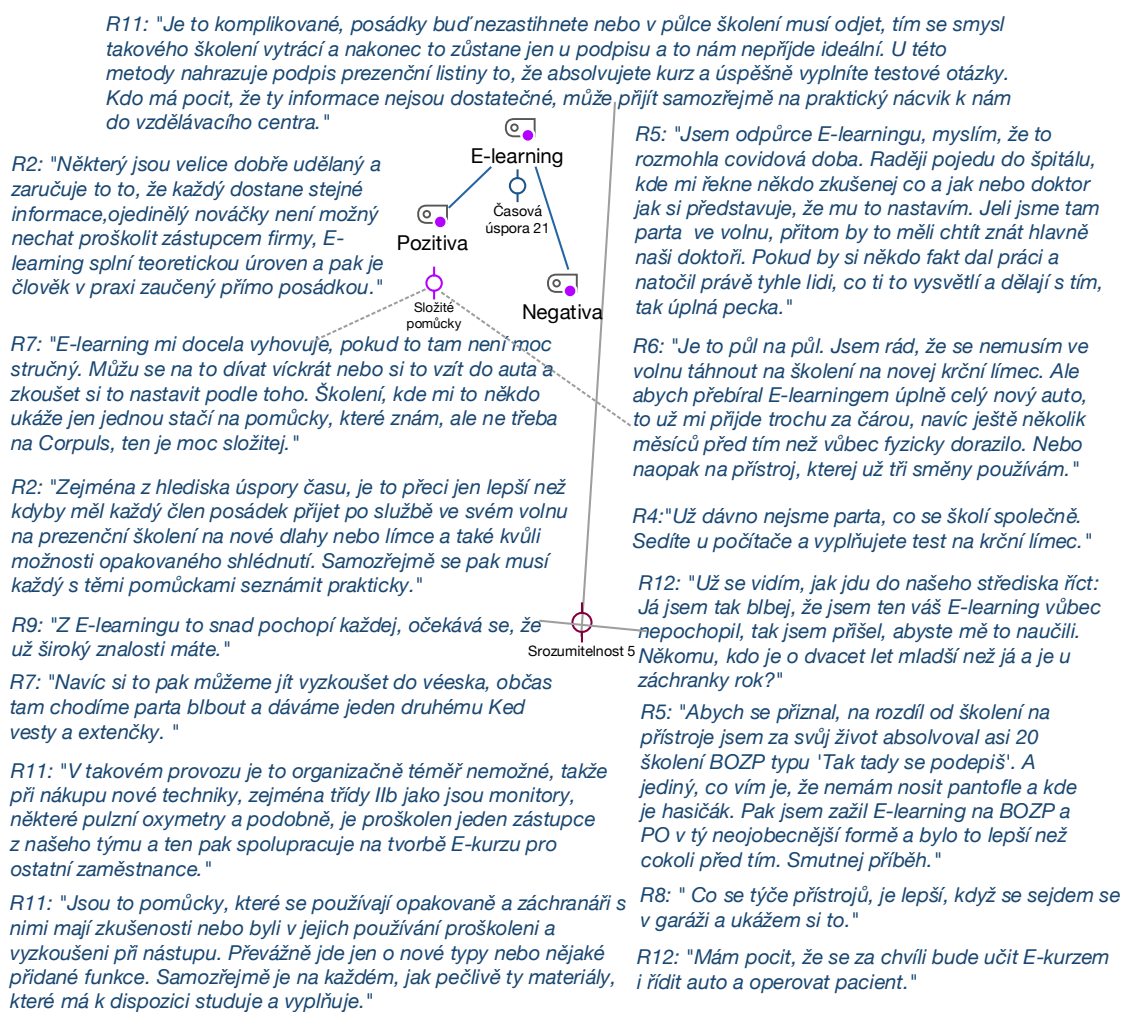 R11: "Je to komplikované, posádky buď nezastihnete nebo v půlce školení musí odjet, tím se smysl
takového školení vytrácí a nakonec to zůstane jen u podpisu a to nám nepřijde ideální. U této
metody nahrazuje podpis prezenční listiny to, že absolvujete kurz a úspěšně vyplníte testové otázky.
Kdo má pocit, že ty informace nejsou dostatečné, může přijít samozřejmě na praktický nácvik k nám
do vzdělávacího centra."
E-learning
Časová
úspora 21
Pozitiva
Složité
pomůcky
Negativa
R2: "Některý jsou velice dobře udělaný a
zaručuje to to, že každý dostane stejné
informace,ojedinělý nováčky není možný
nechat proškolit zástupcem firmy, E-
learning splní teoretickou úroven a pak je
člověk v praxi zaučený přímo posádkou."
R7: "E-learning mi docela vyhovuje, pokud to tam není moc
stručný. Můžu se na to dívat víckrát nebo si to vzít do auta a
zkoušet si to nastavit podle toho. Školení, kde mi to někdo
ukáže jen jednou stačí na pomůcky, které znám, ale ne třeba
na Corpuls, ten je moc složitej."
R2: "Zejména z hlediska úspory času, je to přeci jen lepší než
kdyby měl každý člen posádek přijet po službě ve svém volnu
na prezenční školení na nové dlahy nebo límce a také kvůli
možnosti opakovaného shlédnutí. Samozřejmě se pak musí
každý s těmi pomůckami seznámit prakticky."
R9: "Z E-learningu to snad pochopí každej, očekává se, že
už široký znalosti máte."
Srozumitelnost 5
R7: "Navíc si to pak můžeme jít vyzkoušet do véeska, občas
tam chodíme parta blbout a dáváme jeden druhému Ked
vesty a extenčky. "
R11: "V takovém provozu je to organizačně téměř nemožné, takže
při nákupu nové techniky, zejména třídy IIb jako jsou monitory,
některé pulzní oxymetry a podobně, je proškolen jeden zástupce
z našeho týmu a ten pak spolupracuje na tvorbě E-kurzu pro
ostatní zaměstnance."
R11: "Jsou to pomůcky, které se používají opakovaně a záchranáři s
nimi mají zkušenosti nebo byli v jejich používání proškoleni a
vyzkoušeni při nástupu. Převážně jde jen o nové typy nebo nějaké
přidané funkce. Samozřejmě je na každém, jak pečlivě ty materiály,
které má k dispozici studuje a vyplňuje."
R5: "Jsem odpůrce E-learningu, myslím, že to
rozmohla covidová doba. Raději pojedu do špitálu,
kde mi řekne někdo zkušenej co a jak nebo doktor
jak si představuje, že mu to nastavím. Jeli jsme tam
parta ve volnu, přitom by to měli chtít znát hlavně
naši doktoři. Pokud by si někdo fakt dal práci a
natočil právě tyhle lidi, co ti to vysvětlí a dělají s tím,
tak úplná pecka."
R6: "Je to půl na půl. Jsem rád, že se nemusím ve
volnu táhnout na školení na novej krční límec. Ale
abych přebíral E-learningem úplně celý nový auto,
to už mi přijde trochu za čárou, navíc ještě několik
měsíců před tím než vůbec fyzicky dorazilo. Nebo
naopak na přístroj, kterej už tři směny používám."
R4:"Už dávno nejsme parta, co se školí společně.
Sedíte u počítače a vyplňujete test na krční límec."
R12: "Už se vidím, jak jdu do našeho střediska říct:
Já jsem tak blbej, že jsem ten váš E-learning vůbec
nepochopil, tak jsem přišel, abyste mě to naučili.
Někomu, kdo je o dvacet let mladší než já a je u
záchranky rok?"
R5: "Abych se přiznal, na rozdíl od školení na
přístroje jsem za svůj život absolvoval asi 20
školení BOZP typu 'Tak tady se podepiš'. A
jediný, co vím je, že nemám nosit pantofle a kde
je hasičák. Pak jsem zažil E-learning na BOZP a
PO v tý neojobecnější formě a bylo to lepší než
cokoli před tím. Smutnej příběh."
R8: " Co se týče přístrojů, je lepší, když se sejdem se
v garáži a ukážem si to."
R12: "Mám pocit, že se za chvíli bude učit E-kurzem
i řídit auto a operovat pacient."